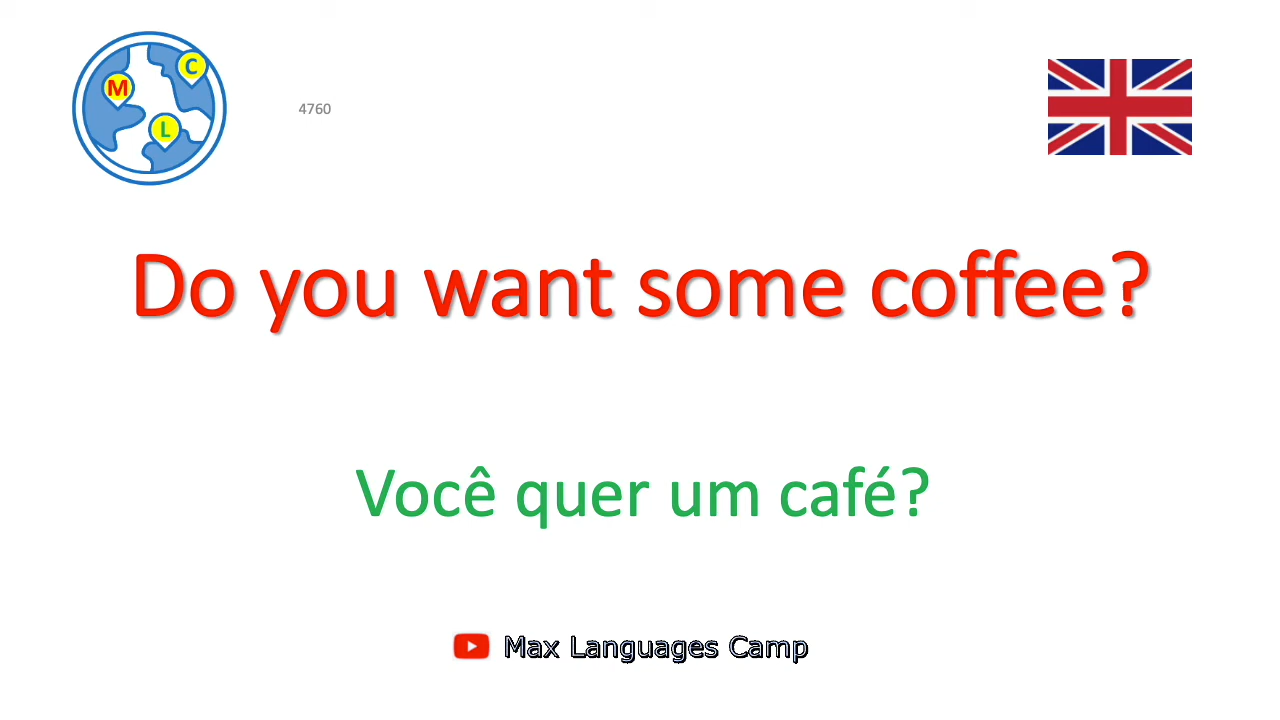 M
C
L
4760
Do you want some coffee?
Você quer um café?
Max Languages Camp